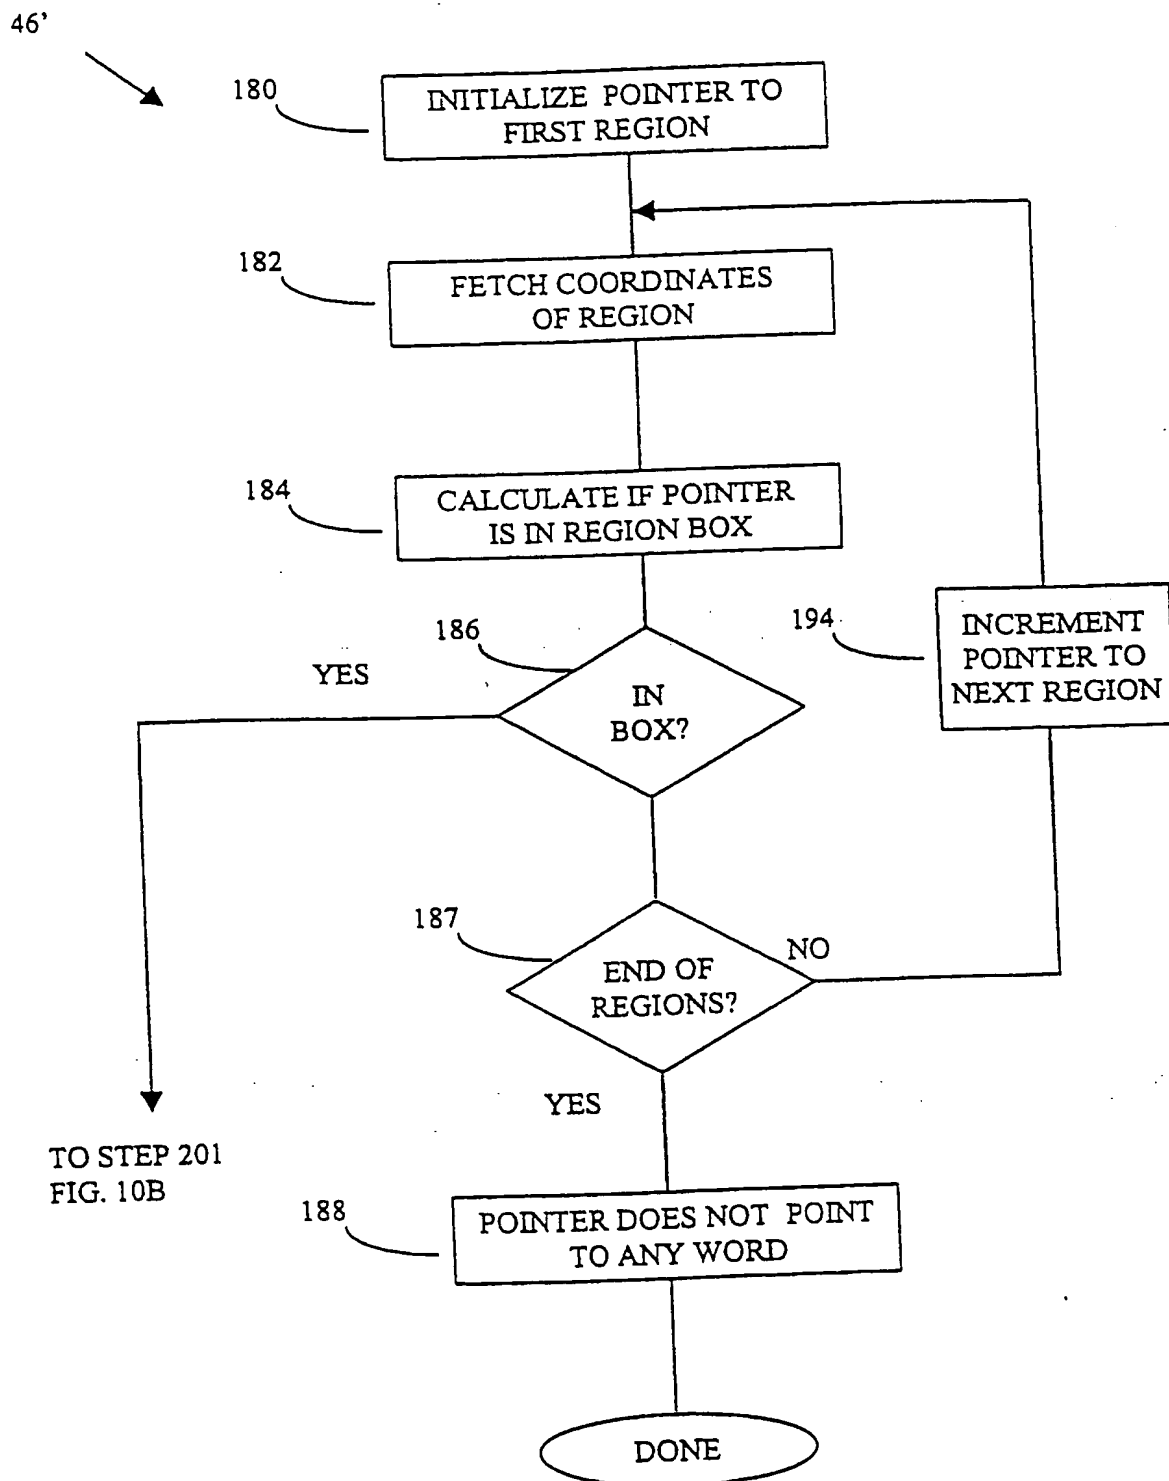 46’
180
INITIALIZE POINTER TO
FIRST REGION
182
FETCH COORDINATES
OF REGION
184
CALCULATE IF POINTER
IS IN REGION BOX
186
YES
IN
BOX?
194
INCREMENT
POINTER TO
NEXT REGION
187
END OF
REGIONS?
NO
YES
TO STEP 201
FIG. 10B
188
POINTER DOES NOT POINT
TO ANY WORD
DONE